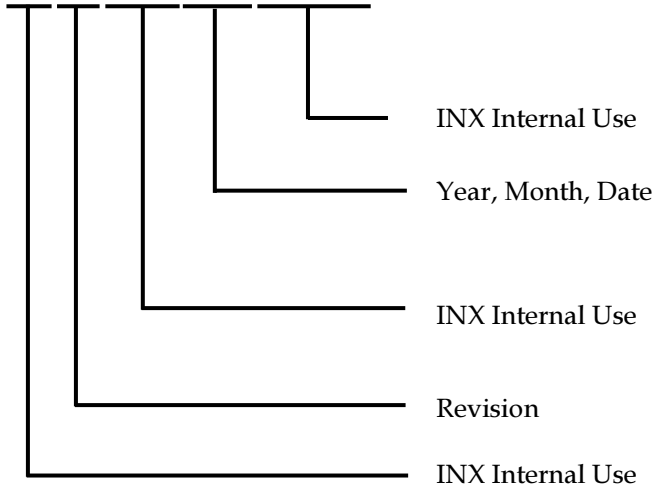 INX Internal Use
Year, Month, Date
INX Internal Use
Revision
INX Internal Use